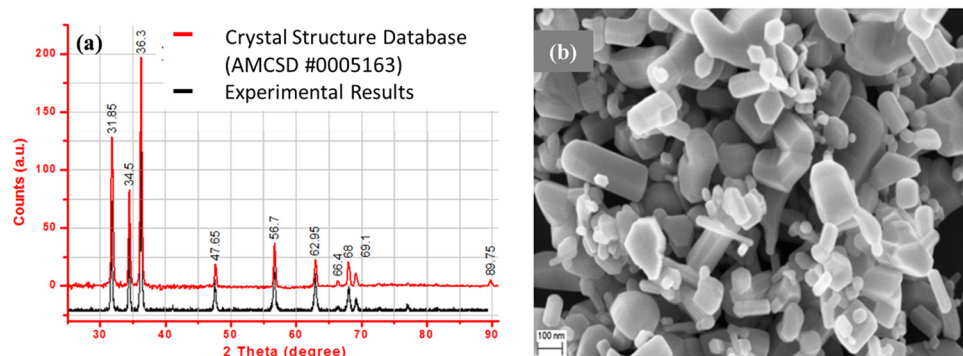 (a)
Crystal Structure Database
(AMCSD #0005163)
Experimental Results
Counts (a.u.)
200
150
100
50
0
31.85
34.5
36.3
47.65
56.7
62.95
66.4
68
69.1
89.75
30 40 50 60 70 80 90
2 Theta (degree)
(b)
100 nm